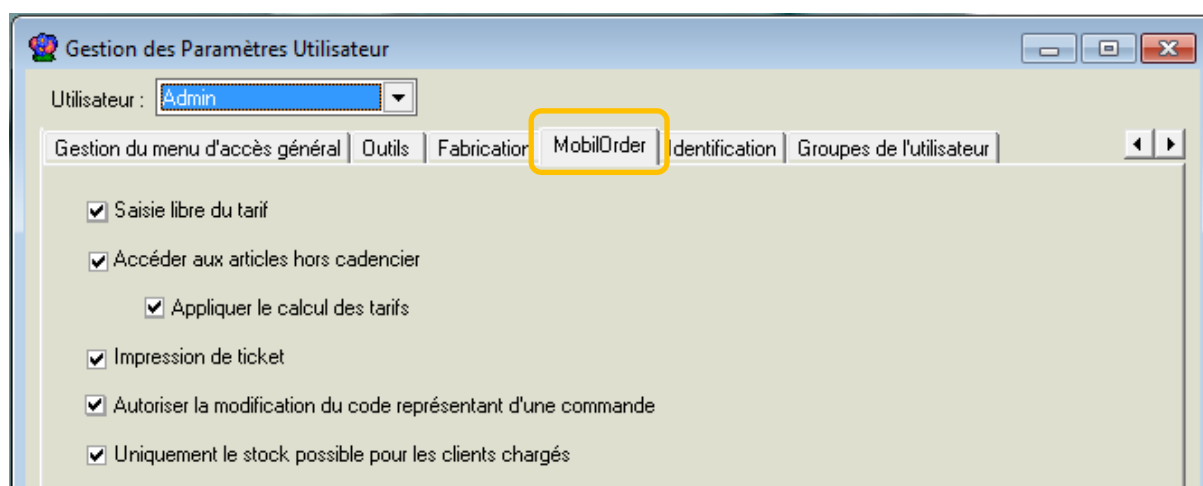 Gestion des Paramètres Utilisateur
Utilisateur : Admin
Gestion du menu d'accès général Outils Fabrication MobilOrder Identification Groupes de l'utilisateur
Saisie libre du tarif
Accéder aux articles hors cadencier
Appliquer le calcul des tarifs
Impression de ticket
Autoriser la modification du code représentant d'une commande
Uniquement le stock possible pour les clients chargés